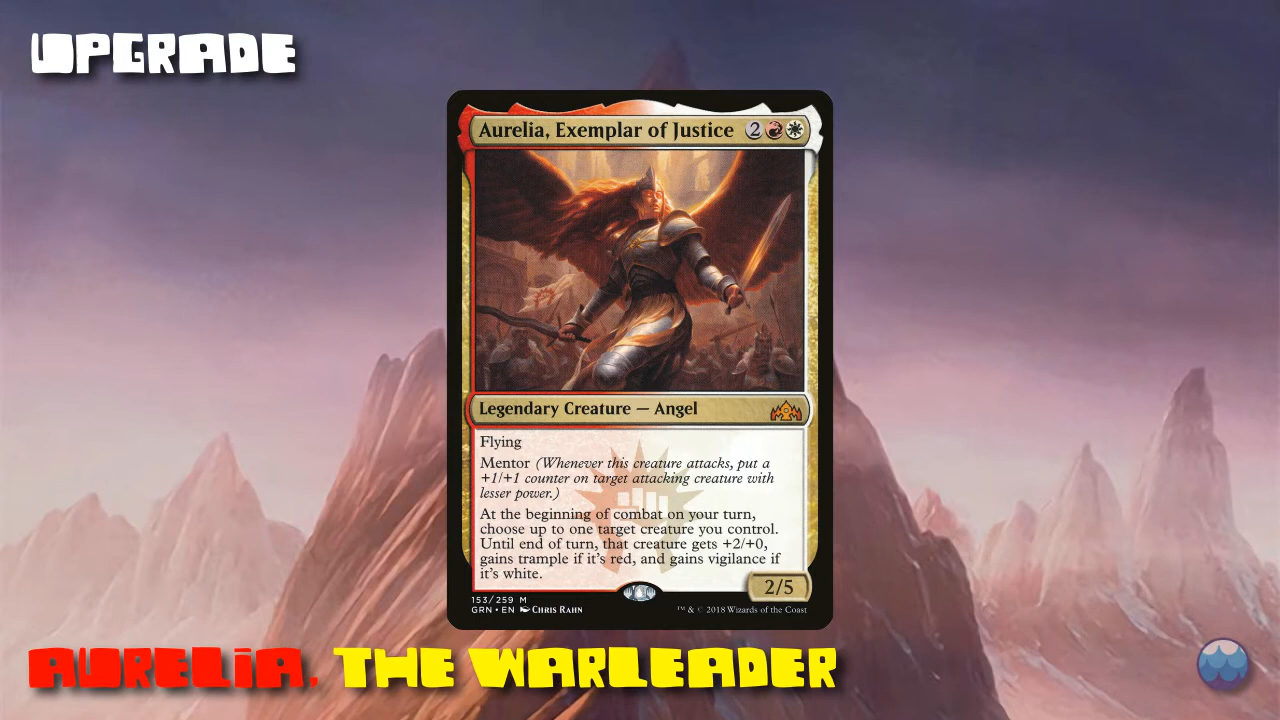 UPGRADE
Aurelia, Exemplar of Justice 2
Legendary Creature — Angel
Flying
Mentor (Whenever this creature attacks, put a
+1/+1 counter on target attacking creature with
lesser power.)
At the beginning of combat on your turn,
choose up to one target creature you control.
Until end of turn, that creature gets +2/+0,
gains trample if it's red, and gains vigilance if
it's white.
2/5
153/259 M
GRN • EN Chris Rahn
™ & © 2018 Wizards of the Coast
AURELIA, THE WARLEADER